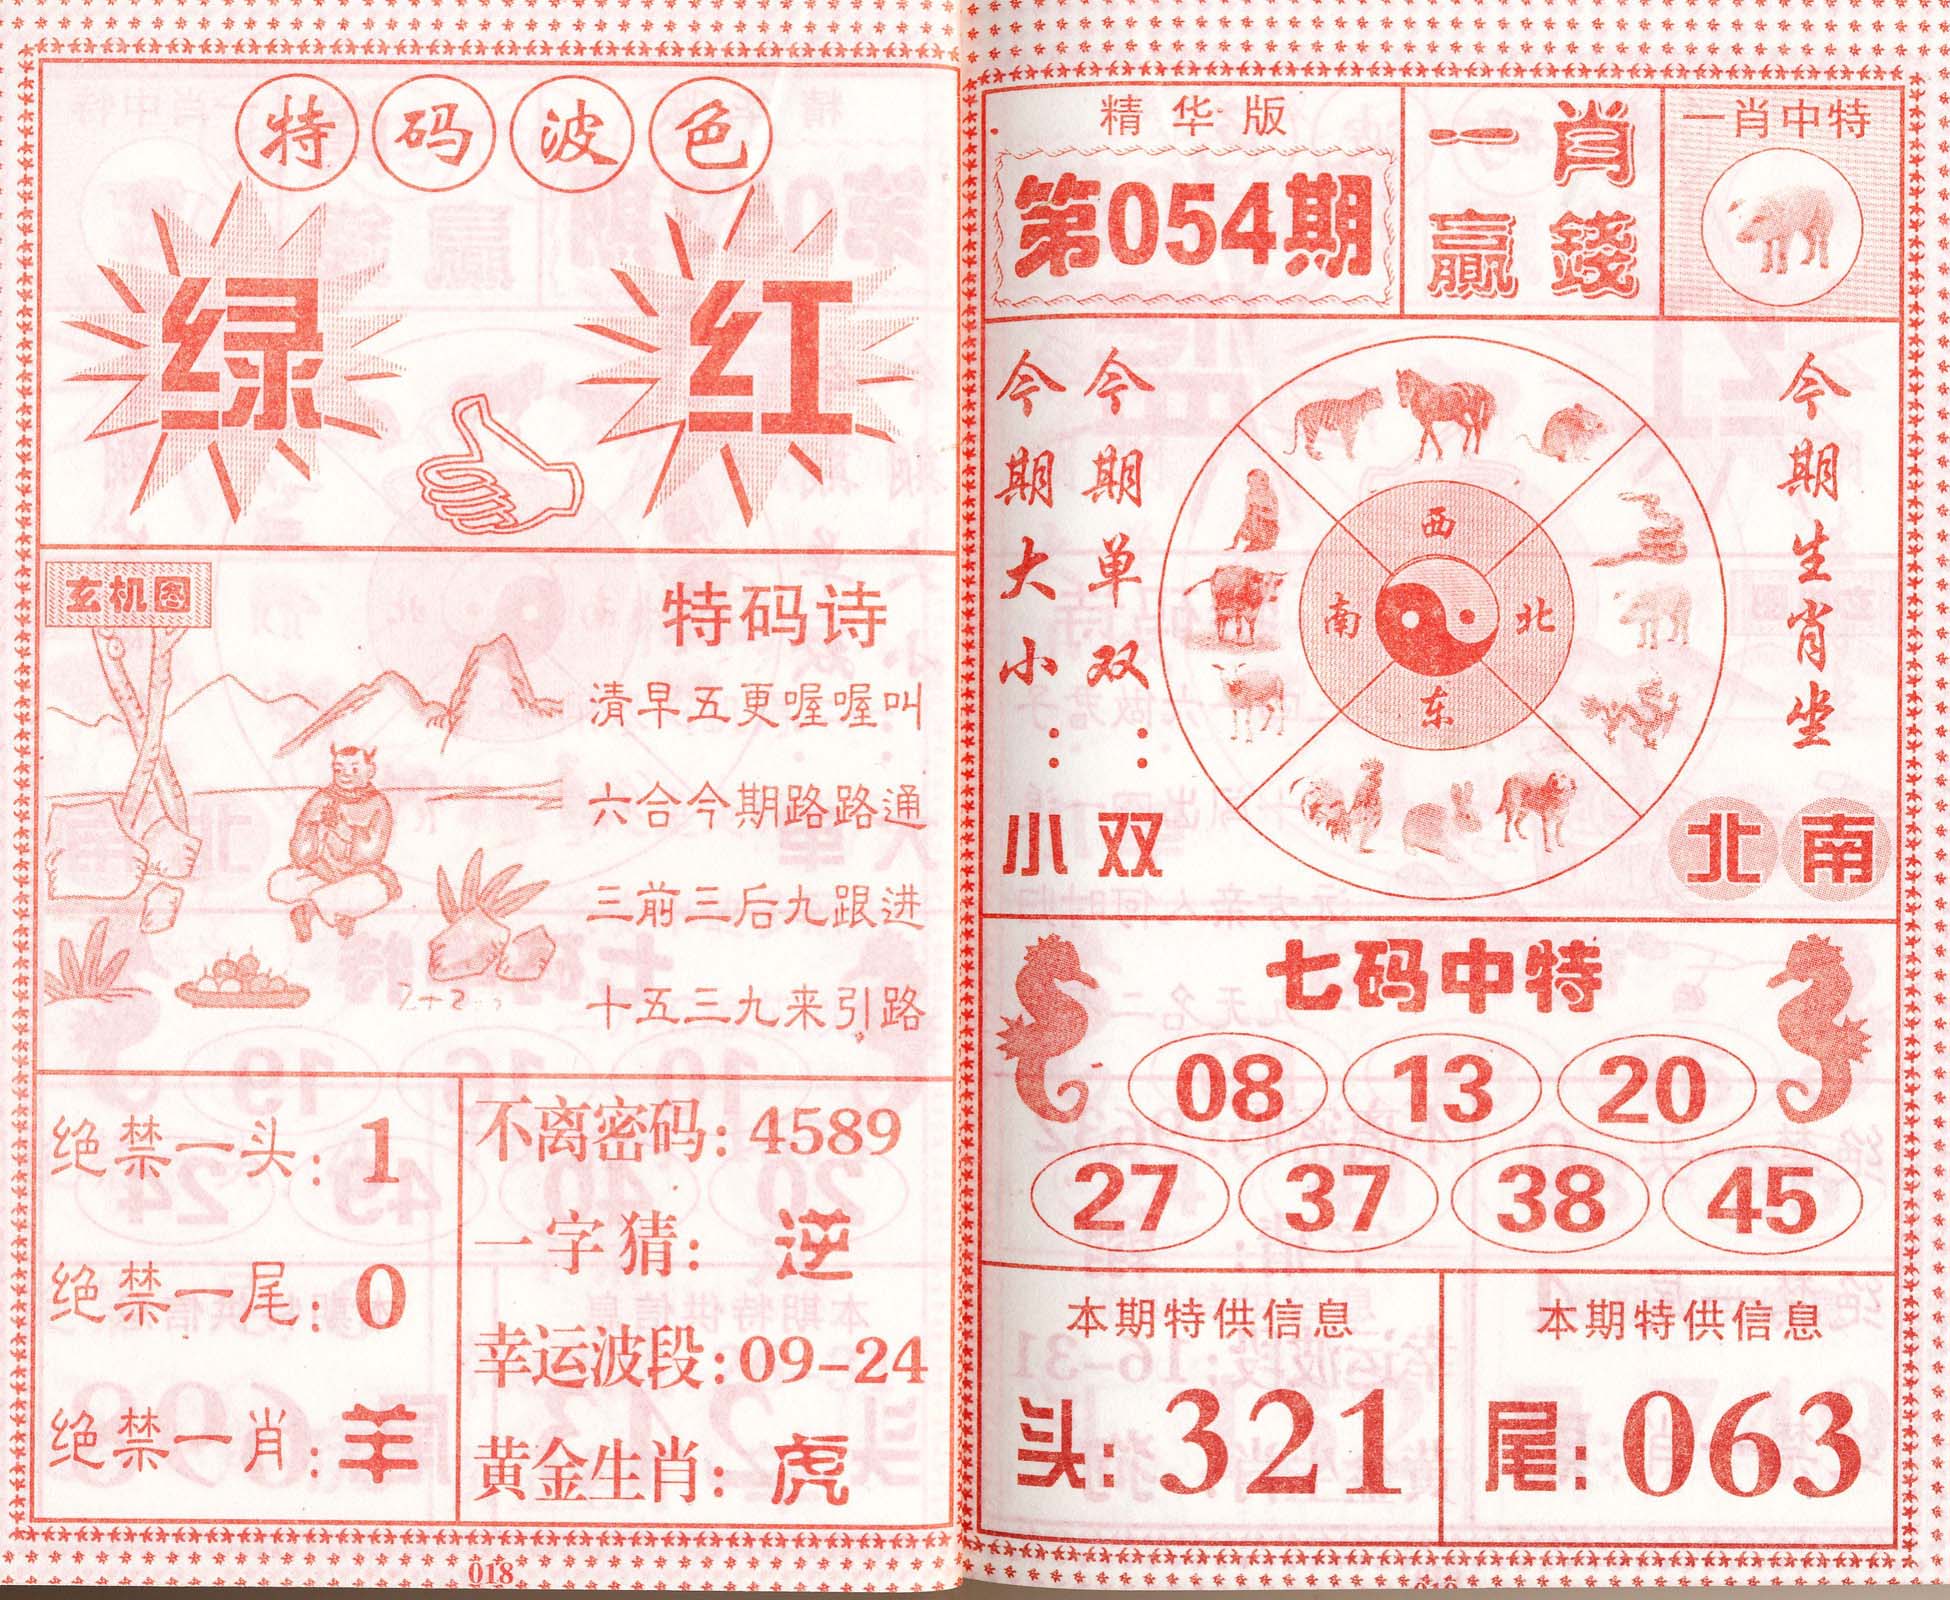 特码波色
绿 红
玄机图
特码诗
清早五更喔喔叫
六合今期路路通
三前三后九跟进
十五三九来引路
绝禁一头:1
绝禁一尾:0
绝禁一肖:羊
不离密码:4589
一字猜:逆
幸运波段:09-24
黄金生肖:虎
018
精华版
第054期
一肖
赢錢
一肖中特
今期大小:小
今期单双:双
西
南 北
东
今期生肖坐
北南
七码中特
08 13 20
27 37 38 45
本期特供信息
头:321
本期特供信息
尾:063